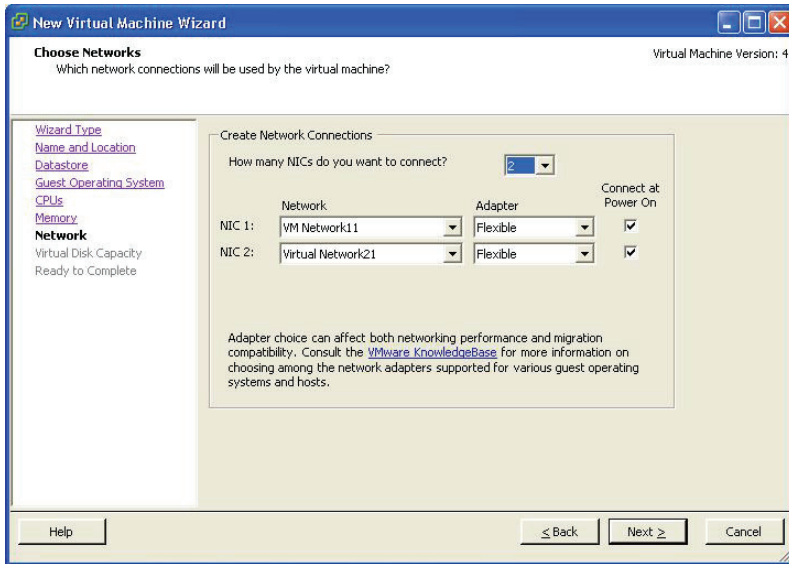 New Virtual Machine Wizard
Choose Networks
Which network connections will be used by the virtual machine?
Virtual Machine Version: 4
Wizard Type
Name and Location
Datastore
Guest Operating System
CPUs
Memory
Network
Virtual Disk Capacity
Ready to Complete
Create Network Connections
How many NICs do you want to connect? 2
Network Adapter Connect at Power On
NIC 1: VM Network11 Flexible
NIC 2: Virtual Network21 Flexible
Adapter choice can affect both networking performance and migration
compatibility. Consult the VMware KnowledgeBase for more information on
choosing among the network adapters supported for various guest operating
systems and hosts.
Help < Back Next > Cancel